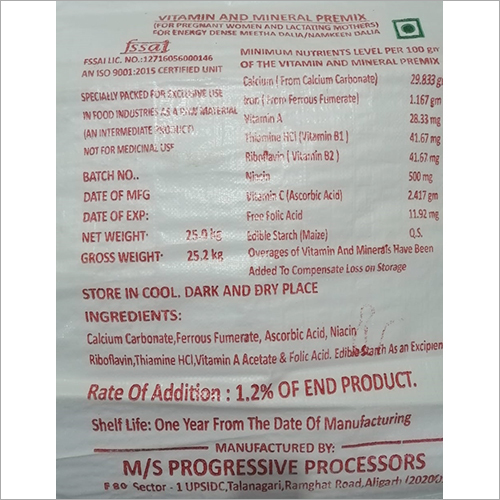 VITAMIN AND MINERAL PREMIX
(FOR PREGNANT WOMEN AND LACTATING MOTHERS)
FOR ENERGY DENSE MEETHA DALIA/NAMKEEN DALIA
fssai
FSSAI LIC. NO.:12716056000146
AN ISO 9001:2015 CERTIFIED UNIT
SPECIALLY PACKED FOR EXCLUSIVE USE
IN FOOD INDUSTRIES AS A RAW MATERIAL
(AN INTERMEDIATE PRODUCT)
NOT FOR MEDICINAL USE
BATCH NO..
DATE OF MFG
DATE OF EXP:
NET WEIGHT· 25.0 kg
GROSS WEIGHT· 25.2 kg
MINIMUM NUTRIENTS LEVEL PER 100 gm
OF THE VITAMIN AND MINERAL PREMIX
Calcium ( From Calcium Carbonate) 29.833 g
Iron ( From Ferrous Fumerate) 1.167 gm
Vitamin A 28.33 mg
Thiamine HCl (Vitamin B1 ) 41.67 mg
Riboflavin ( Vitamin B2 ) 41.67 mg
Niacin 500 mg
Vitamin C (Ascorbic Acid) 2.417 gm
Free Folic Acid 11.92 mg
Edible Starch (Maize) Q.S.
Overages of Vitamin And Minerals Have Been
Added To Compensate Loss on Storage
STORE IN COOL, DARK AND DRY PLACE
INGREDIENTS:
Calcium Carbonate,Ferrous Fumerate, Ascorbic Acid, Niacin
Riboflavin,Thiamine HCl,Vitamin A Acetate & Folic Acid. Edible Starch As an Excipien
Rate Of Addition : 1.2% OF END PRODUCT.
Shelf Life: One Year From The Date Of Manufacturing
MANUFACTURED BY:
M/S PROGRESSIVE PROCESSORS
Sector - 1 UPSIDC,Talanagari,Ramghat Road,Aligarh